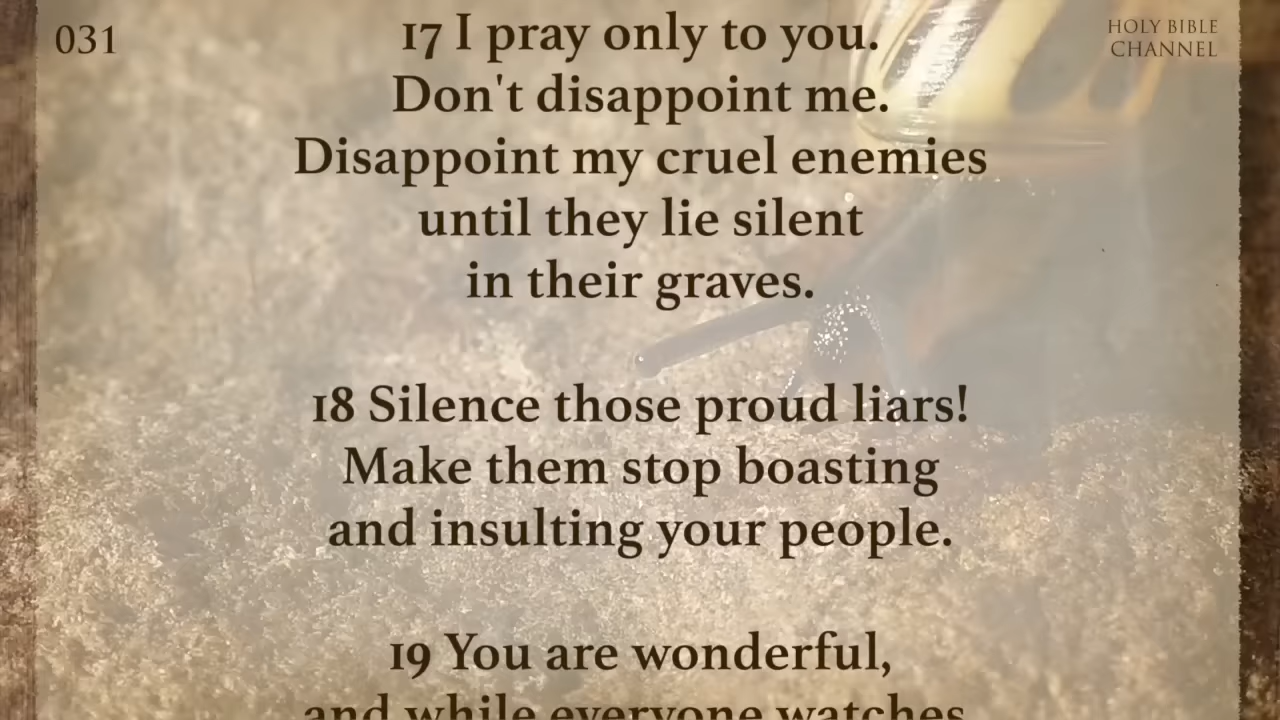 031
HOLY BIBLE
CHANNEL
17 I pray only to you.
Don't disappoint me.
Disappoint my cruel enemies
until they lie silent
in their graves.
18 Silence those proud liars!
Make them stop boasting
and insulting your people.
19 You are wonderful,
and while everyone watches,